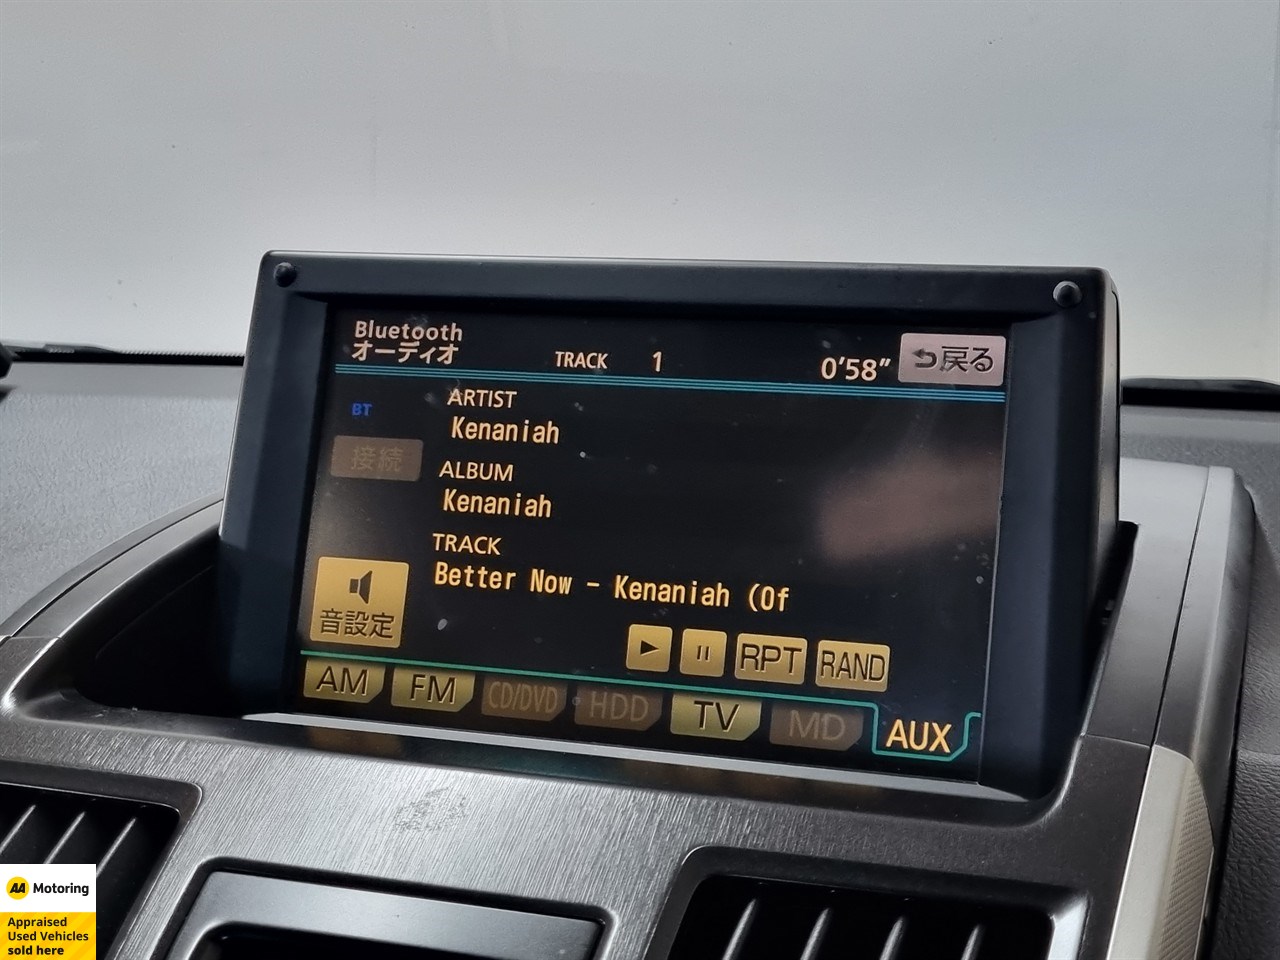 Bluetooth
オーディオ
TRACK 1 0'58" 戻る
BT
ARTIST
Kenaniah
接続
ALBUM
Kenaniah
TRACK
Better Now - Kenaniah (Of
音設定
RPT RAND
AM FM CD/DVD HDD TV MD AUX
AA Motoring
Appraised
Used Vehicles
sold here